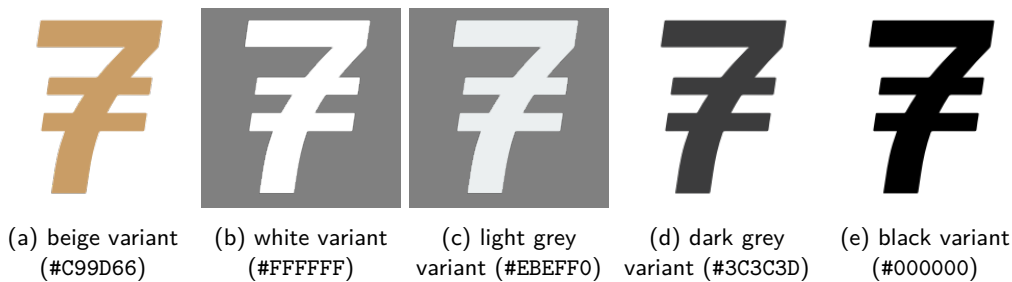 (a) beige variant
(#C99D66)
(b) white variant
(#FFFFFF)
(c) light grey
variant (#EBEFF0)
(d) dark grey
variant (#3C3C3D)
(e) black variant
(#000000)